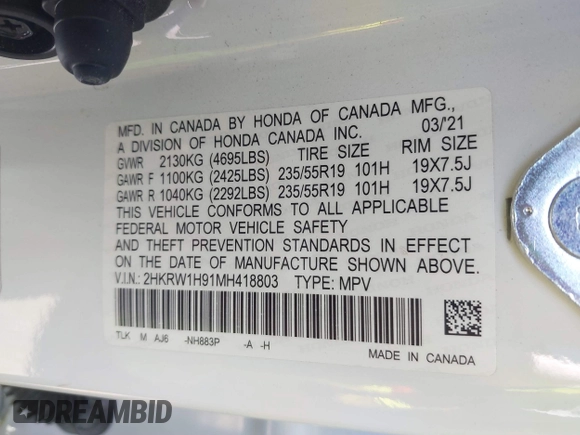 MFD. IN CANADA BY HONDA OF CANADA MFG.,
A DIVISION OF HONDA CANADA INC. 03/21
GVWR 2130KG (4695LBS) TIRE SIZE RIM SIZE
GAWR F 1100KG (2425LBS) 235/55R19 101H 19X7.5J
GAWR R 1040KG (2292LBS) 235/55R19 101H 19X7.5J
THIS VEHICLE CONFORMS TO ALL APPLICABLE
FEDERAL MOTOR VEHICLE SAFETY
AND THEFT PREVENTION STANDARDS IN EFFECT
ON THE DATE OF MANUFACTURE SHOWN ABOVE.
V.I.N.: 2HKRW1H91MH418803 TYPE: MPV
TLK M AJ6 -NH883P -A -H
MADE IN CANADA
DREAMBID